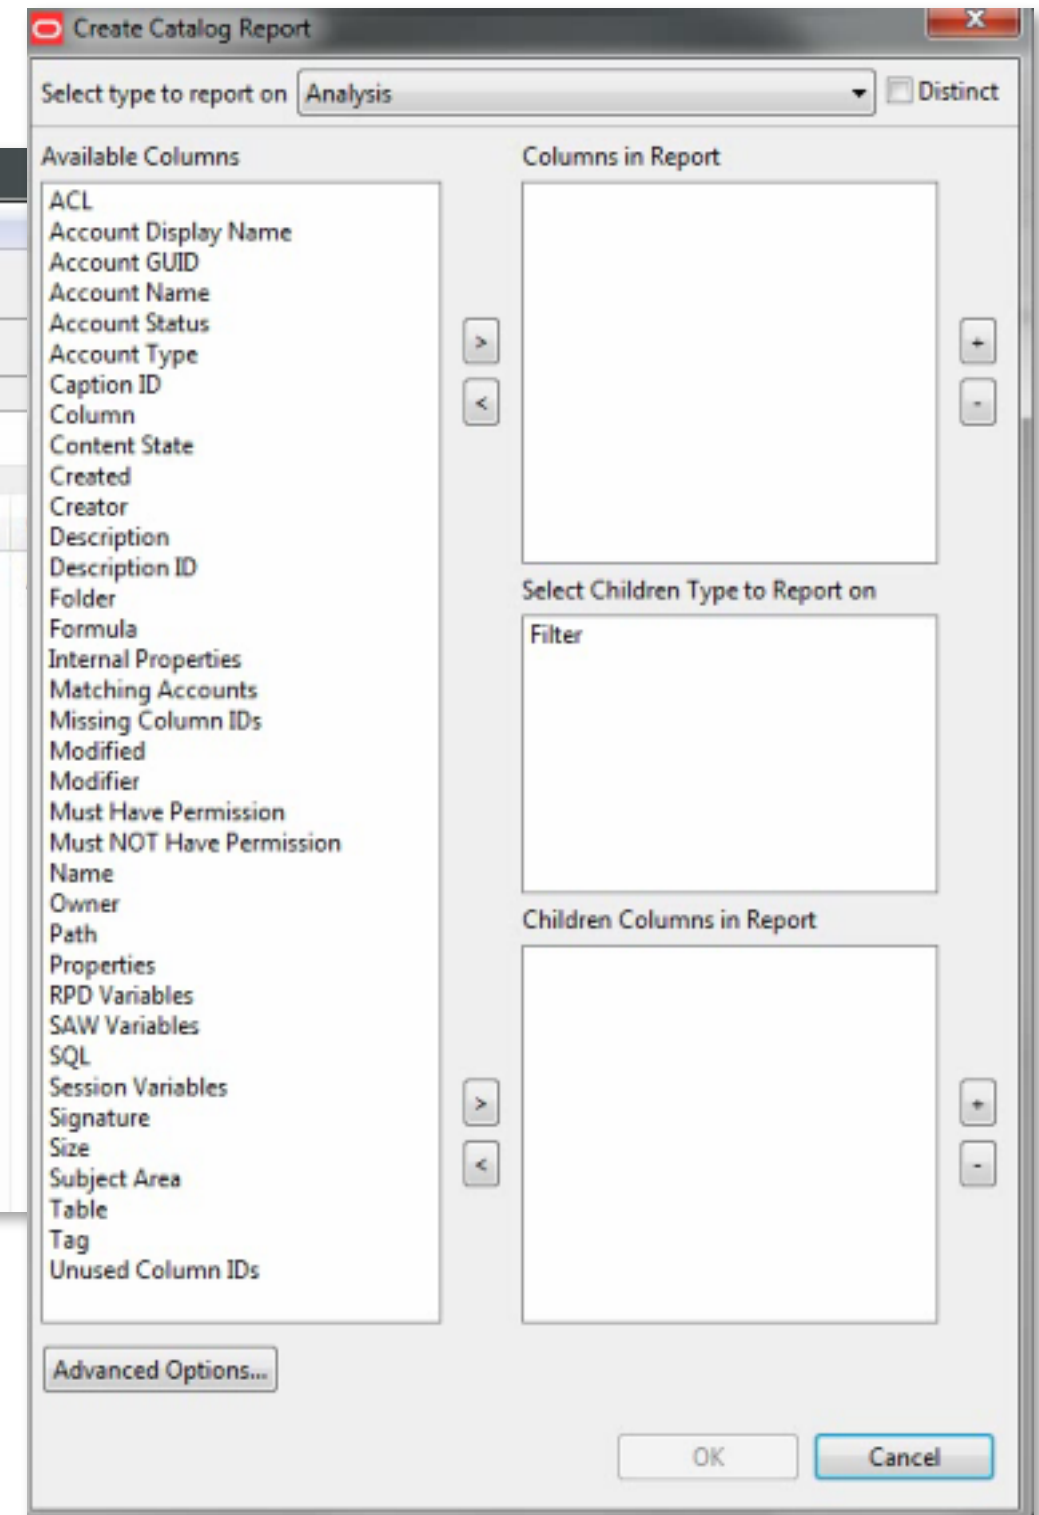 Create Catalog Report
x
Select type to report on Analysis Distinct
Available Columns
ACL
Account Display Name
Account GUID
Account Name
Account Status
Account Type
Caption ID
Column
Content State
Created
Creator
Description
Description ID
Folder
Formula
Internal Properties
Matching Accounts
Missing Column IDs
Modified
Modifier
Must Have Permission
Must NOT Have Permission
Name
Owner
Path
Properties
RPD Variables
SAW Variables
SQL
Session Variables
Signature
Size
Subject Area
Table
Tag
Unused Column IDs
>
<
Columns in Report
+
-
Select Children Type to Report on
Filter
Children Columns in Report
>
<
+
-
Advanced Options...
OK Cancel